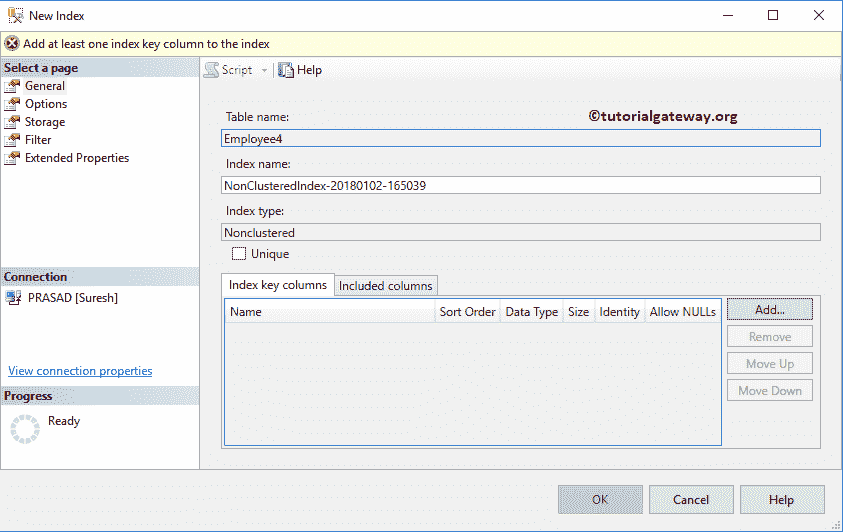 New Index
Add at least one index key column to the index
Select a page
General
Options
Storage
Filter
Extended Properties
Connection
PRASAD [Suresh]
View connection properties
Progress
Ready
Script
Help
©tutorialgateway.org
Table name:
Employee4
Index name:
NonClusteredIndex-20180102-165039
Index type:
Nonclustered
Unique
Index key columns
Included columns
Name
Sort Order
Data Type
Size
Identity
Allow NULLs
Add...
Remove
Move Up
Move Down
OK
Cancel
Help